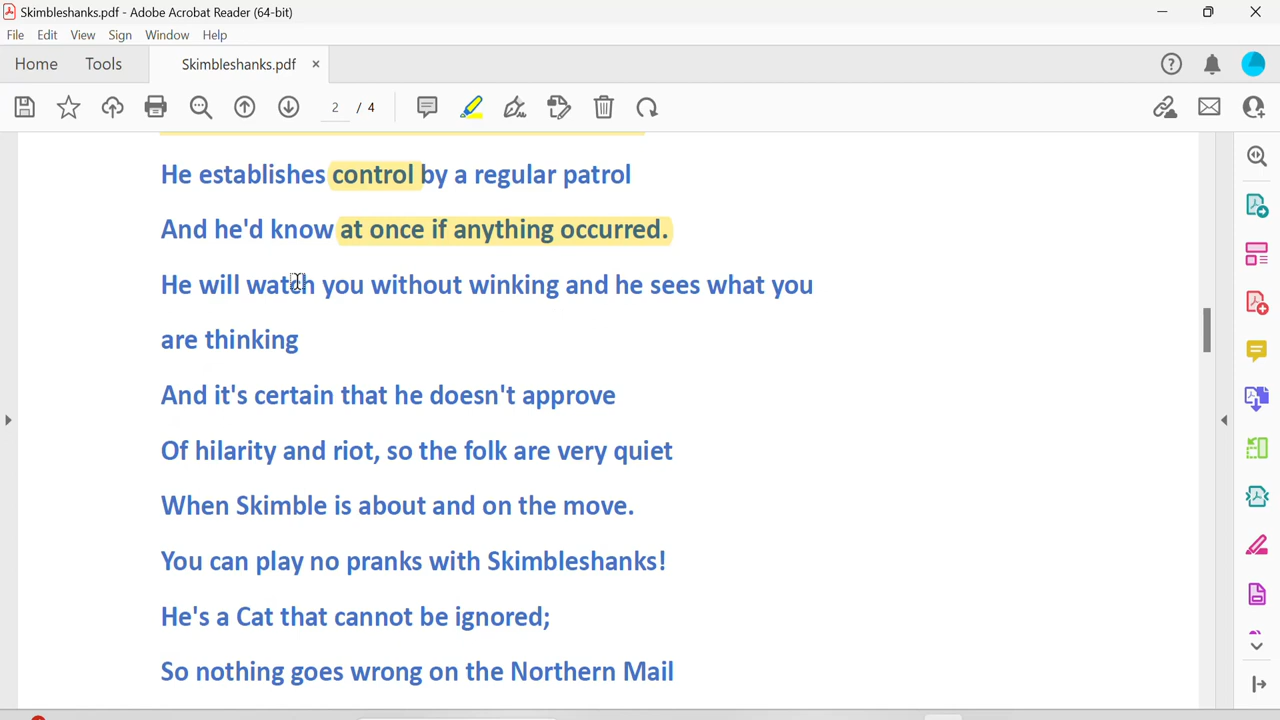 Skimbleshanks.pdf - Adobe Acrobat Reader (64-bit)
File Edit View Sign Window Help
Home Tools Skimbleshanks.pdf ×
2 / 4
He establishes control by a regular patrol
And he'd know at once if anything occurred.
He will watch you without winking and he sees what you
are thinking
And it's certain that he doesn't approve
Of hilarity and riot, so the folk are very quiet
When Skimble is about and on the move.
You can play no pranks with Skimbleshanks!
He's a Cat that cannot be ignored;
So nothing goes wrong on the Northern Mail